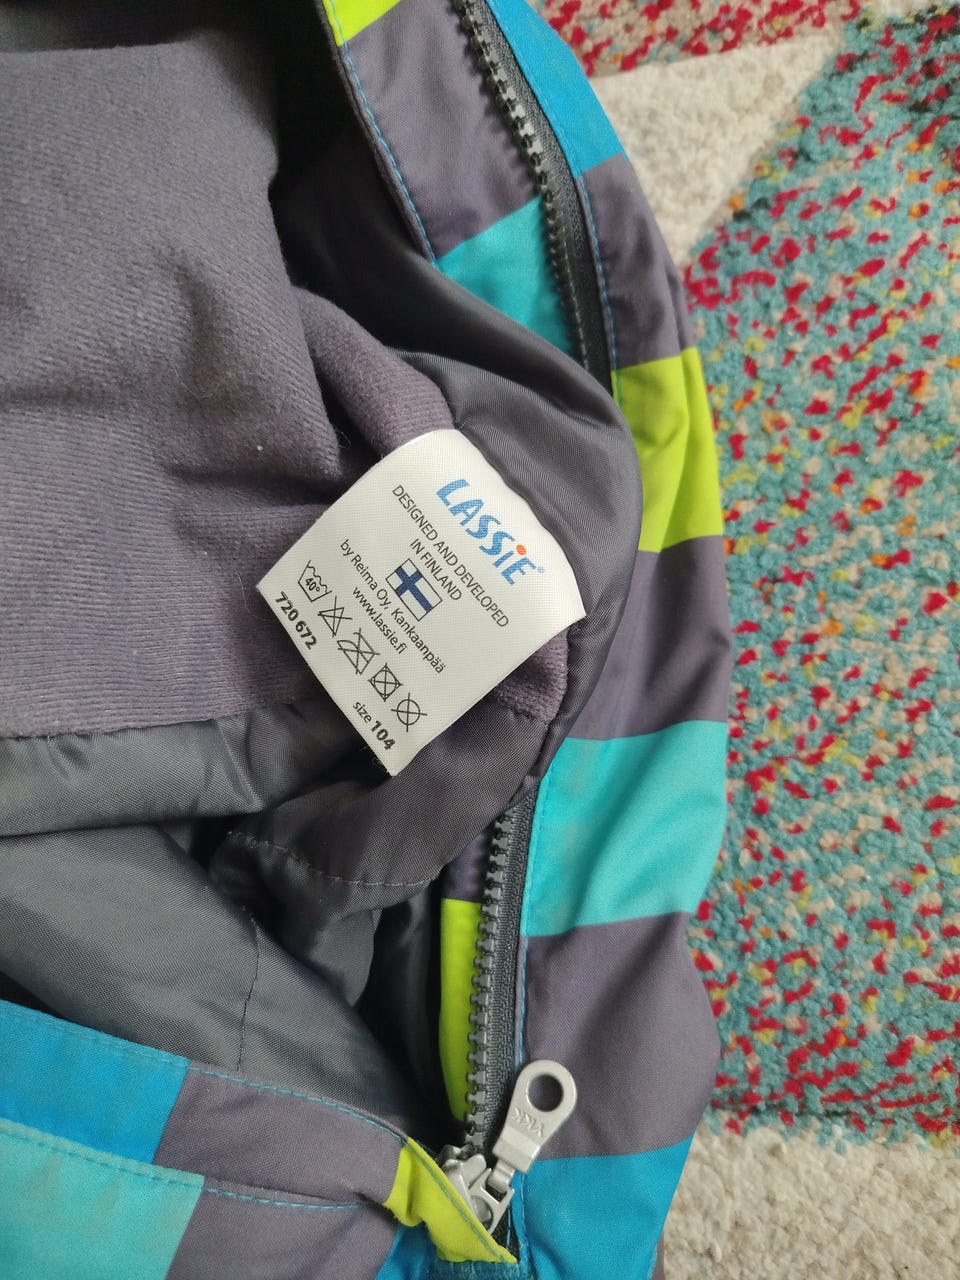 LASSIE®
DESIGNED AND DEVELOPED
IN FINLAND
by Reima Oy, Kankaanpää
www.lassie.fi
40°
720 672
size 104
YKK